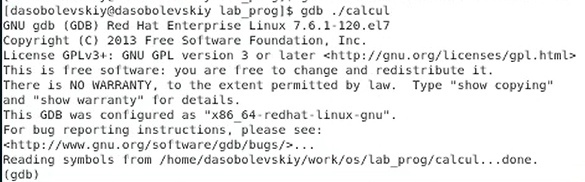 [dasobolevskiy@dasobolevskiy lab_prog]$ gdb ./calcul
GNU gdb (GDB) Red Hat Enterprise Linux 7.6.1-120.el7
Copyright (C) 2013 Free Software Foundation, Inc.
License GPLv3+: GNU GPL version 3 or later <http://gnu.org/licenses/gpl.html>
This is free software: you are free to change and redistribute it.
There is NO WARRANTY, to the extent permitted by law.  Type "show copying"
and "show warranty" for details.
This GDB was configured as "x86_64-redhat-linux-gnu".
For bug reporting instructions, please see:
<http://www.gnu.org/software/gdb/bugs/>...
Reading symbols from /home/dasobolevskiy/work/os/lab_prog/calcul...done.
(gdb)